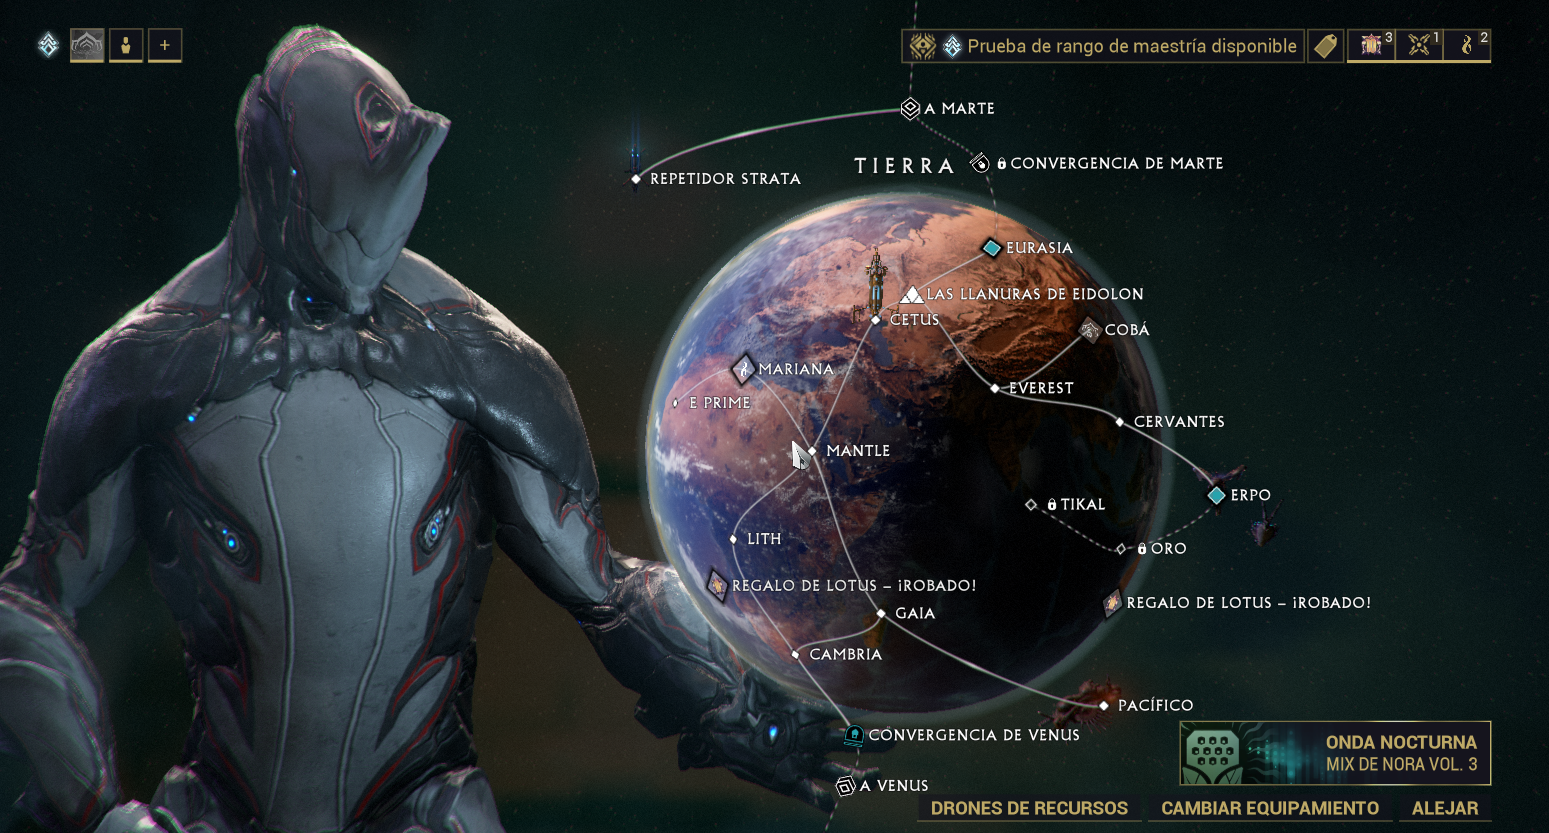 +
Prueba de rango de maestría disponible
3
1
2
A MARTE
TIERRA
CONVERGENCIA DE MARTE
REPETIDOR STRATA
EURASIA
LAS LLANURAS DE EIDOLON
CETUS
COBÁ
MARIANA
EVEREST
E PRIME
CERVANTES
MANTLE
ERPO
TIKAL
LITH
ORO
REGALO DE LOTUS – ¡ROBADO!
REGALO DE LOTUS – ¡ROBADO!
GAIA
CAMBRIA
PACÍFICO
CONVERGENCIA DE VENUS
ONDA NOCTURNA
MIX DE NORA VOL. 3
A VENUS
DRONES DE RECURSOS
CAMBIAR EQUIPAMIENTO
ALEJAR